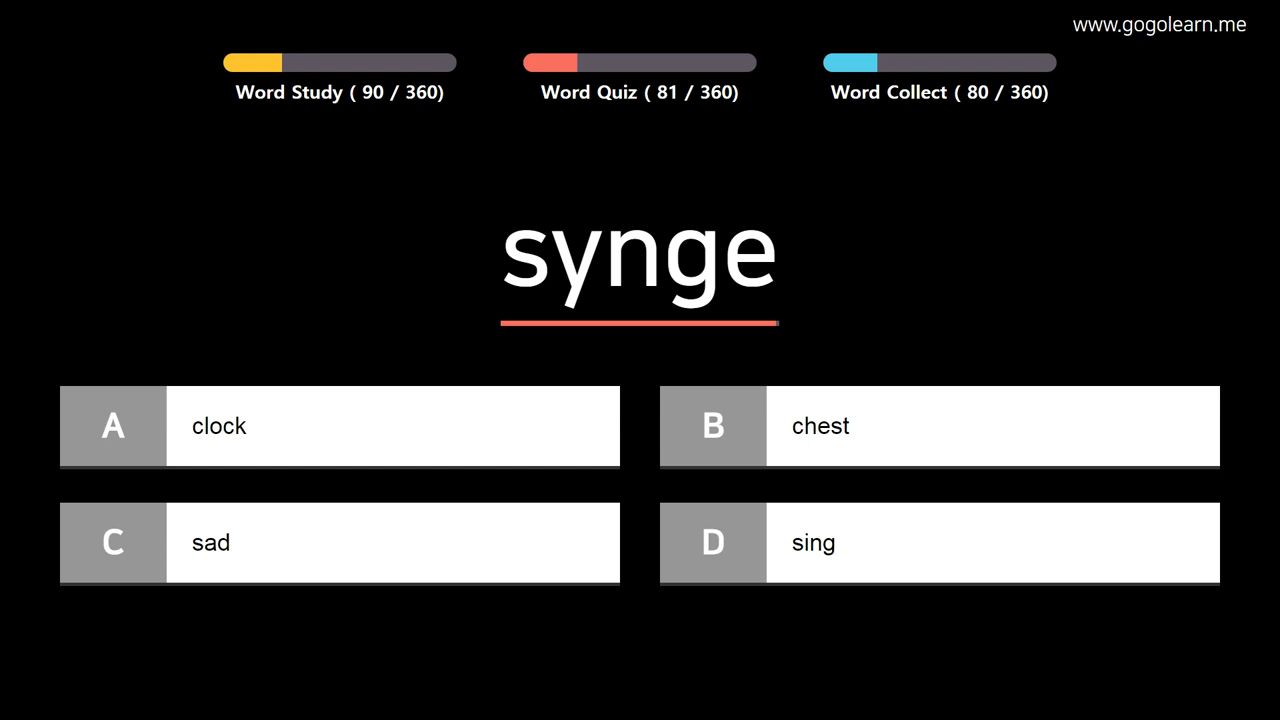 www.gogolearn.me
Word Study ( 90 / 360)
Word Quiz ( 81 / 360)
Word Collect ( 80 / 360)
synge
A clock
B chest
C sad
D sing